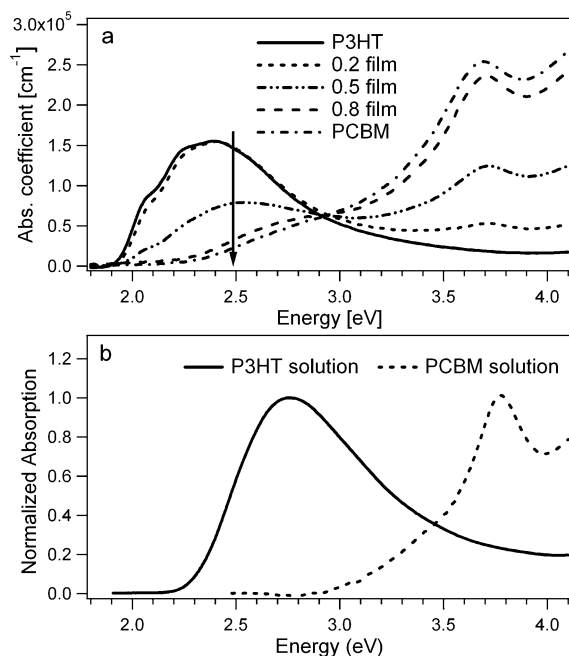 a
P3HT
0.2 film
0.5 film
0.8 film
PCBM
Abs. coefficient [cm⁻¹]
3.0x10⁵
2.5
2.0
1.5
1.0
0.5
0.0
2.0 2.5 3.0 3.5 4.0
Energy [eV]
b
P3HT solution PCBM solution
Normalized Absorption
1.2
1.0
0.8
0.6
0.4
0.2
0.0
2.0 2.5 3.0 3.5 4.0
Energy (eV)